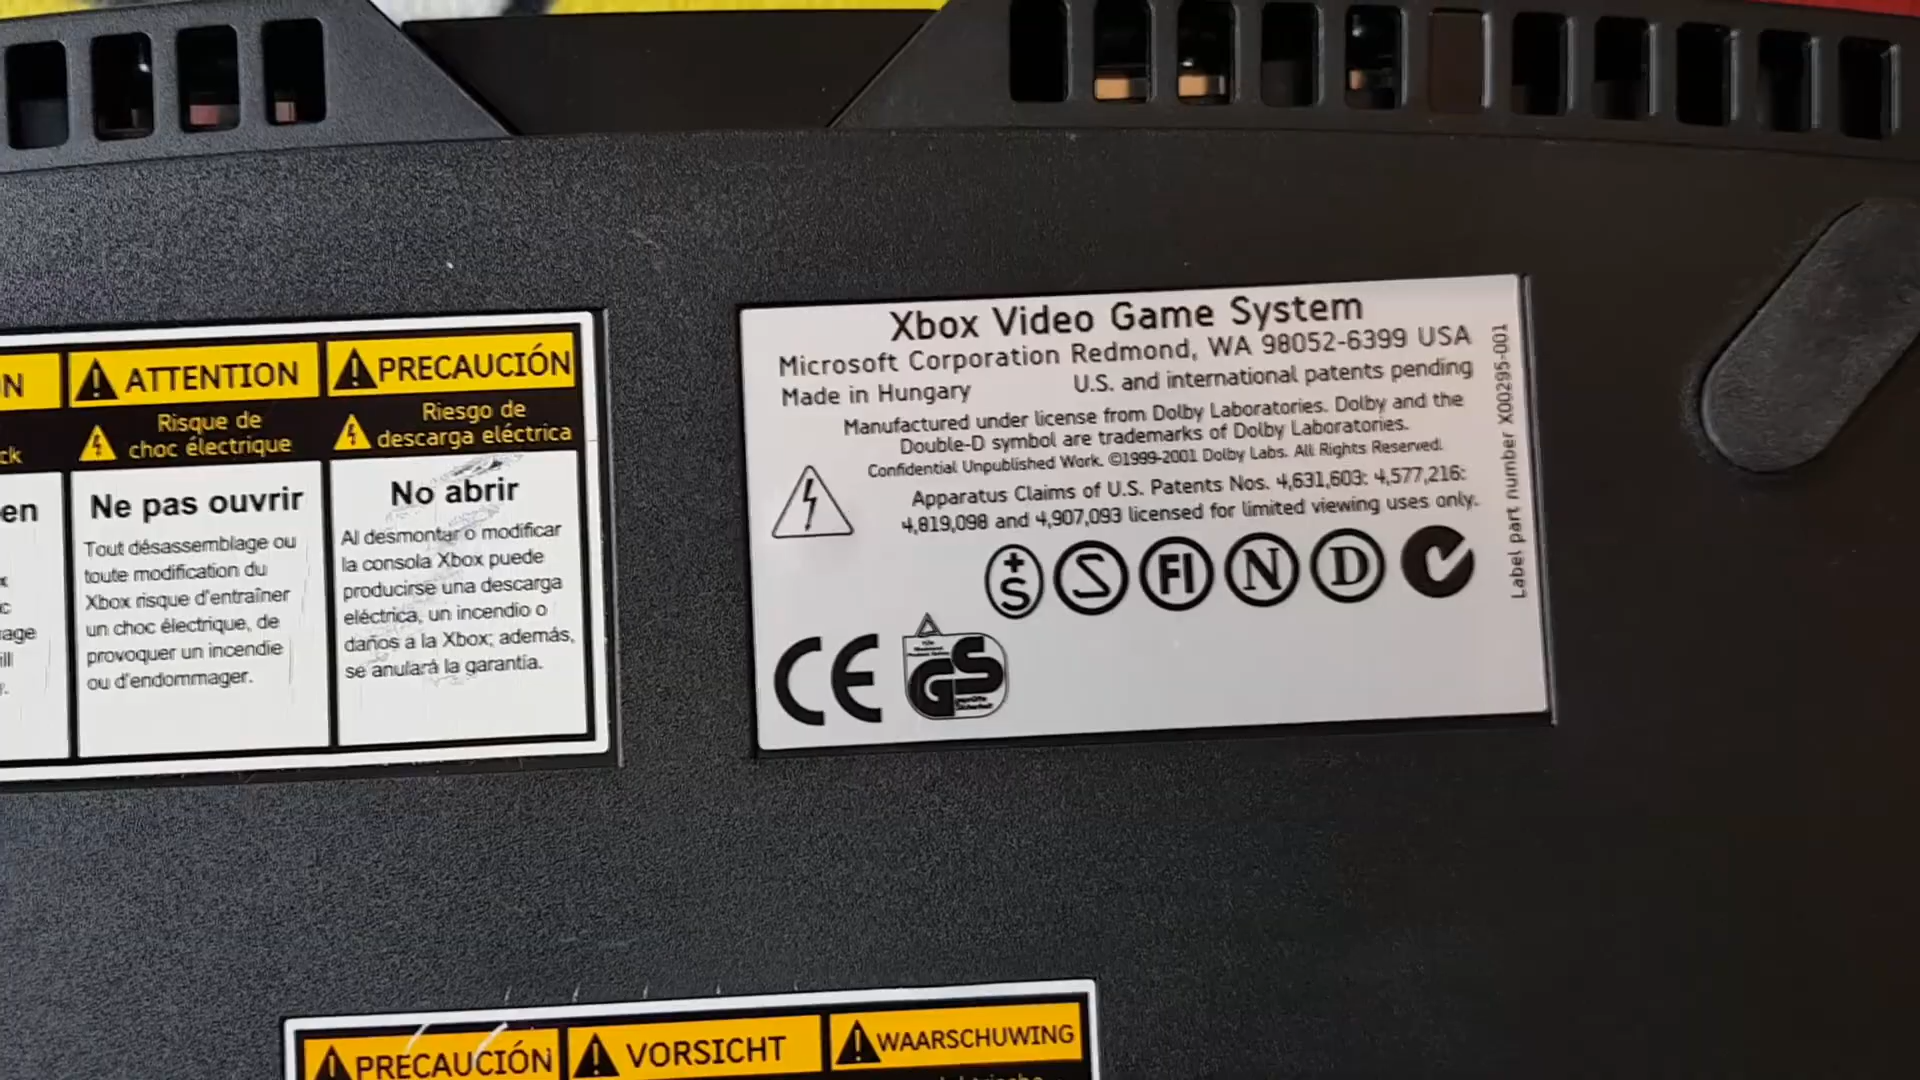 ATTENTION
Risque de
choc électrique
Ne pas ouvrir
Tout désassemblage ou
toute modification du
Xbox risque d'entraîner
un choc électrique, de
provoquer un incendie
ou d'endommager.
PRECAUCIÓN
Riesgo de
descarga eléctrica
No abrir
Al desmontar o modificar
la consola Xbox puede
producirse una descarga
eléctrica, un incendio o
daños a la Xbox; además,
se anulará la garantía.
Xbox Video Game System
Microsoft Corporation Redmond, WA 98052-6399 USA
Made in Hungary U.S. and international patents pending
Manufactured under license from Dolby Laboratories. Dolby and the
Double-D symbol are trademarks of Dolby Laboratories.
Confidential Unpublished Work. ©1999-2001 Dolby Labs. All Rights Reserved.
Apparatus Claims of U.S. Patents Nos. 4,631,603; 4,577,216;
4,819,098 and 4,907,093 licensed for limited viewing uses only.
+S S FI N D
CE GS
geprüfte
Sicherheit
Label part number X00295-001
PRECAUCIÓN
VORSICHT
WAARSCHUWING